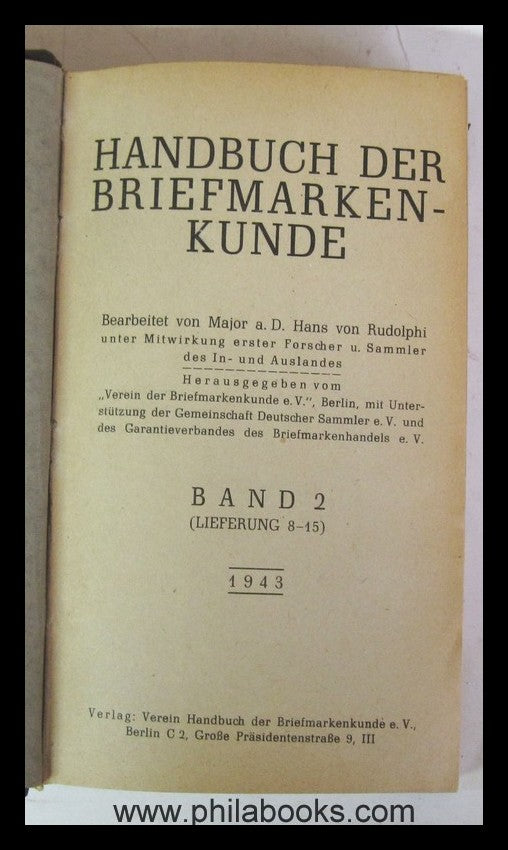 HANDBUCH DER
BRIEFMARKEN-
KUNDE
Bearbeitet von Major a. D. Hans von Rudolphi
unter Mitwirkung erster Forscher u. Sammler
des In- und Auslandes
Herausgegeben vom
„Verein der Briefmarkenkunde e. V.“, Berlin, mit Unter-
stützung der Gemeinschaft Deutscher Sammler e. V. und
des Garantieverbandes des Briefmarkenhandels e. V.
BAND 2
(LIEFERUNG 8–15)
1943
Verlag: Verein Handbuch der Briefmarkenkunde e. V.,
Berlin C 2, Große Präsidentenstraße 9, III
www.philabooks.com